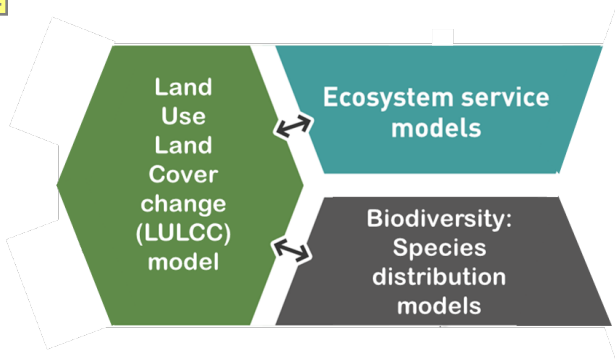 Land
Use
Land
Cover
change
(LULCC)
model
Ecosystem service
models
Biodiversity:
Species
distribution
models